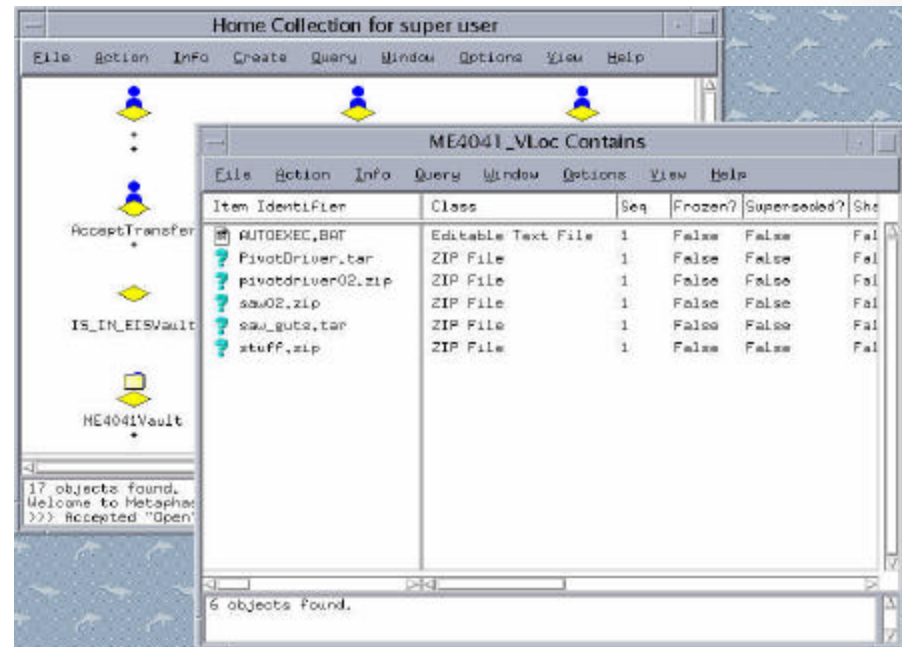 Home Collection for super user
File Action Info Create Query Window Options View Help
AcceptTransfer
IS_IN_EISVault
ME4041Vault
17 objects found.
Welcome to Metaphas
>>> Accepted "Open"
ME4041_VLoc Contains
File Action Info Query Window Options View Help
Item Identifier Class Seq Frozen? Superseded? Sha
AUTOEXEC.BAT Editable Text File 1 False False Fal
PivotDriver.tar ZIP File 1 False False Fal
pivotdriver02.zip ZIP File 1 False False Fal
saw02.zip ZIP File 1 False False Fal
saw_guts.tar ZIP File 1 False False Fal
stuff.zip ZIP File 1 False False Fal
6 objects found.